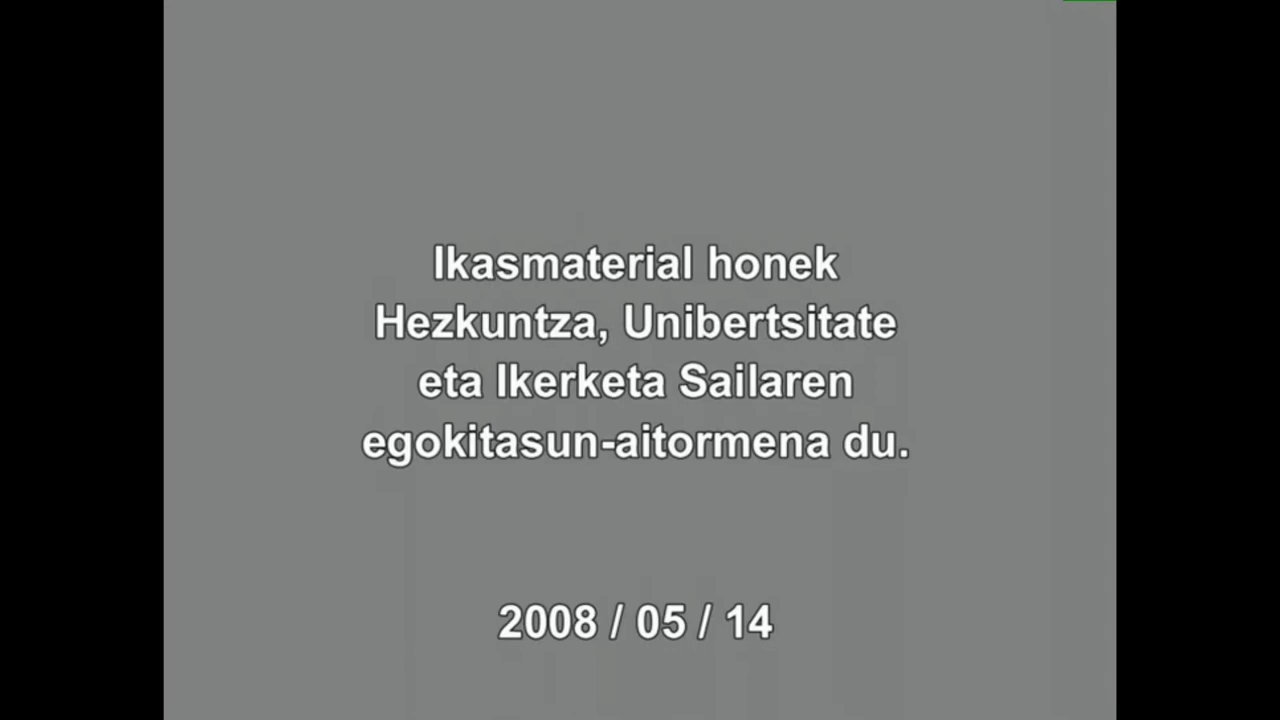 Ikasmaterial honek
Hezkuntza, Unibertsitate
eta Ikerketa Sailaren
egokitasun-aitormena du.
2008 / 05 / 14